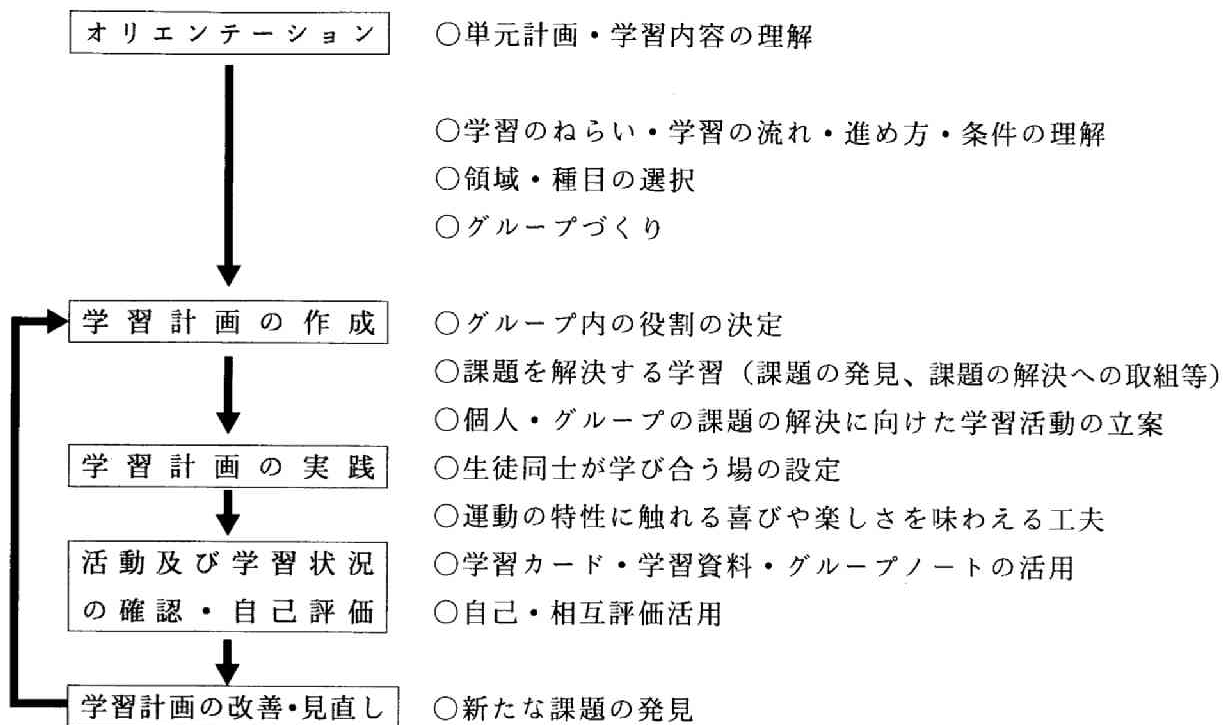 オリエンテーション ○単元計画・学習内容の理解
○学習のねらい・学習の流れ・進め方・条件の理解
○領域・種目の選択
○グループづくり
学習計画の作成 ○グループ内の役割の決定
○課題を解決する学習（課題の発見、課題の解決への取組等）
○個人・グループの課題の解決に向けた学習活動の立案
学習計画の実践 ○生徒同士が学び合う場の設定
○運動の特性に触れる喜びや楽しさを味わえる工夫
活動及び学習状況 ○学習カード・学習資料・グループノートの活用
の確認・自己評価 ○自己・相互評価活用
学習計画の改善・見直し ○新たな課題の発見